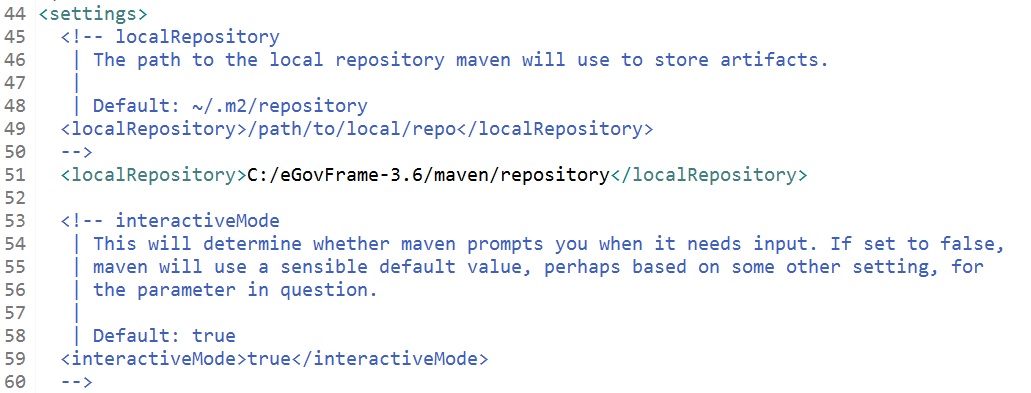 44 <settings>
45   <!-- localRepository
46    | The path to the local repository maven will use to store artifacts.
47    |
48    | Default: ~/.m2/repository
49   <localRepository>/path/to/local/repo</localRepository>
50   -->
51   <localRepository>C:/eGovFrame-3.6/maven/repository</localRepository>
52
53   <!-- interactiveMode
54    | This will determine whether maven prompts you when it needs input. If set to false,
55    | maven will use a sensible default value, perhaps based on some other setting, for
56    | the parameter in question.
57    |
58    | Default: true
59   <interactiveMode>true</interactiveMode>
60   -->